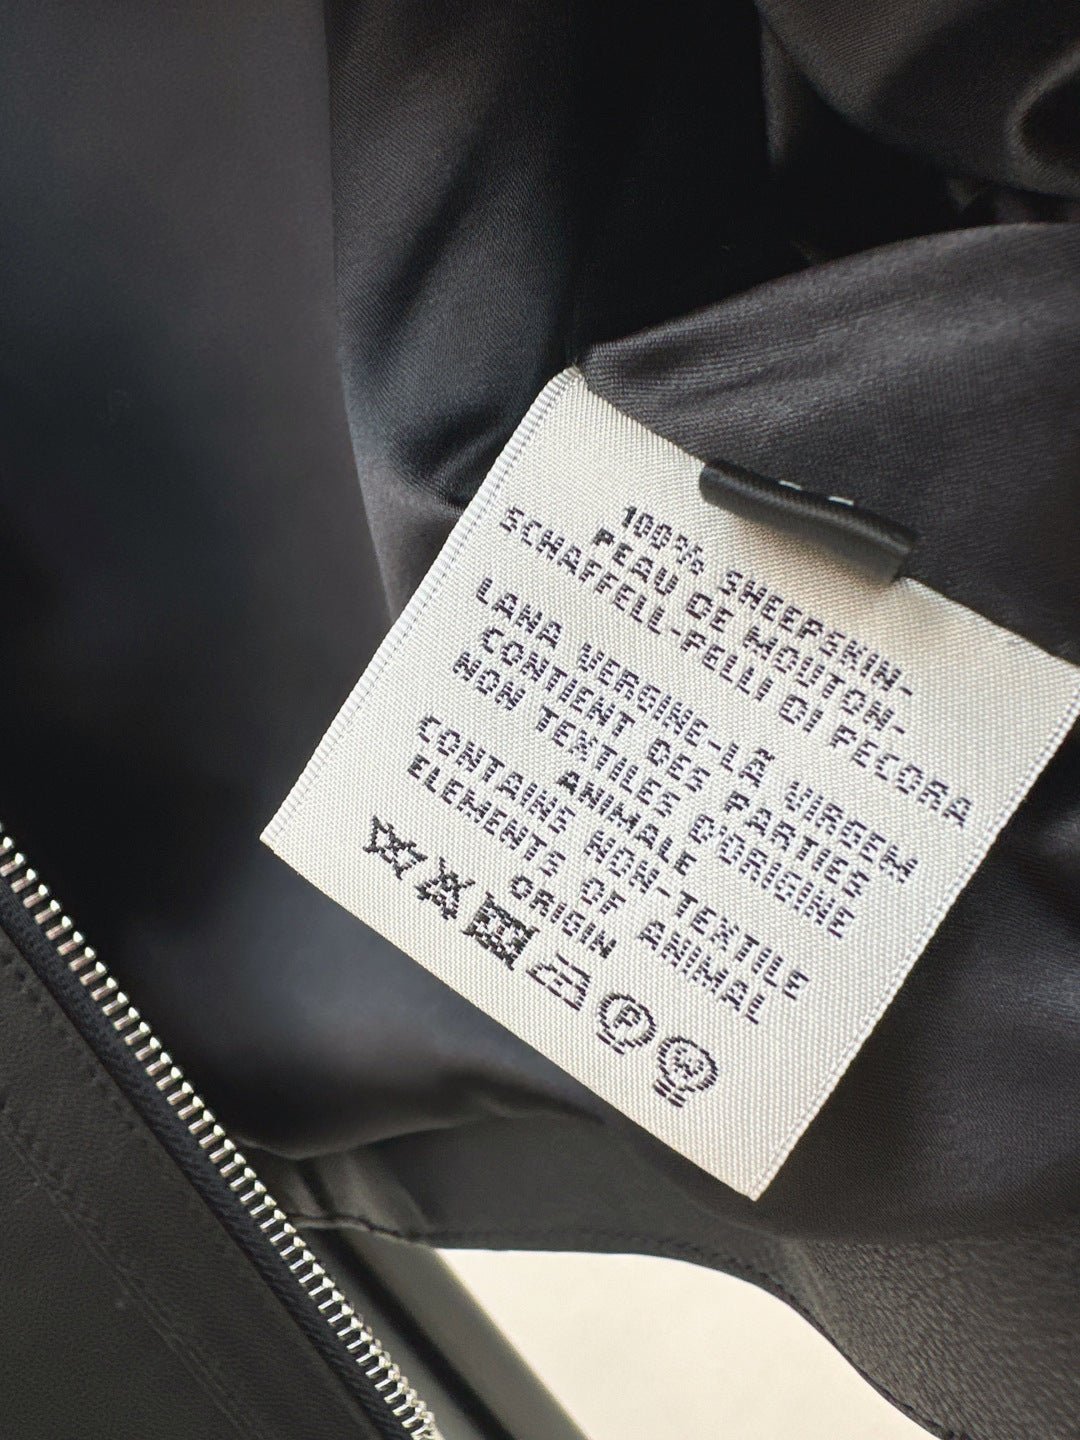 100% SHEEPSKIN-
PEAU DE MOUTON-
SCHAFFELL-PELLI DI PECORA
LANA VERGINE-LÃ VIRGEM
CONTIENT DES PARTIES
NON TEXTILES D'ORIGINE
ANIMALE
CONTAINS NON-TEXTILE
ELEMENTS OF ANIMAL
ORIGIN
F W